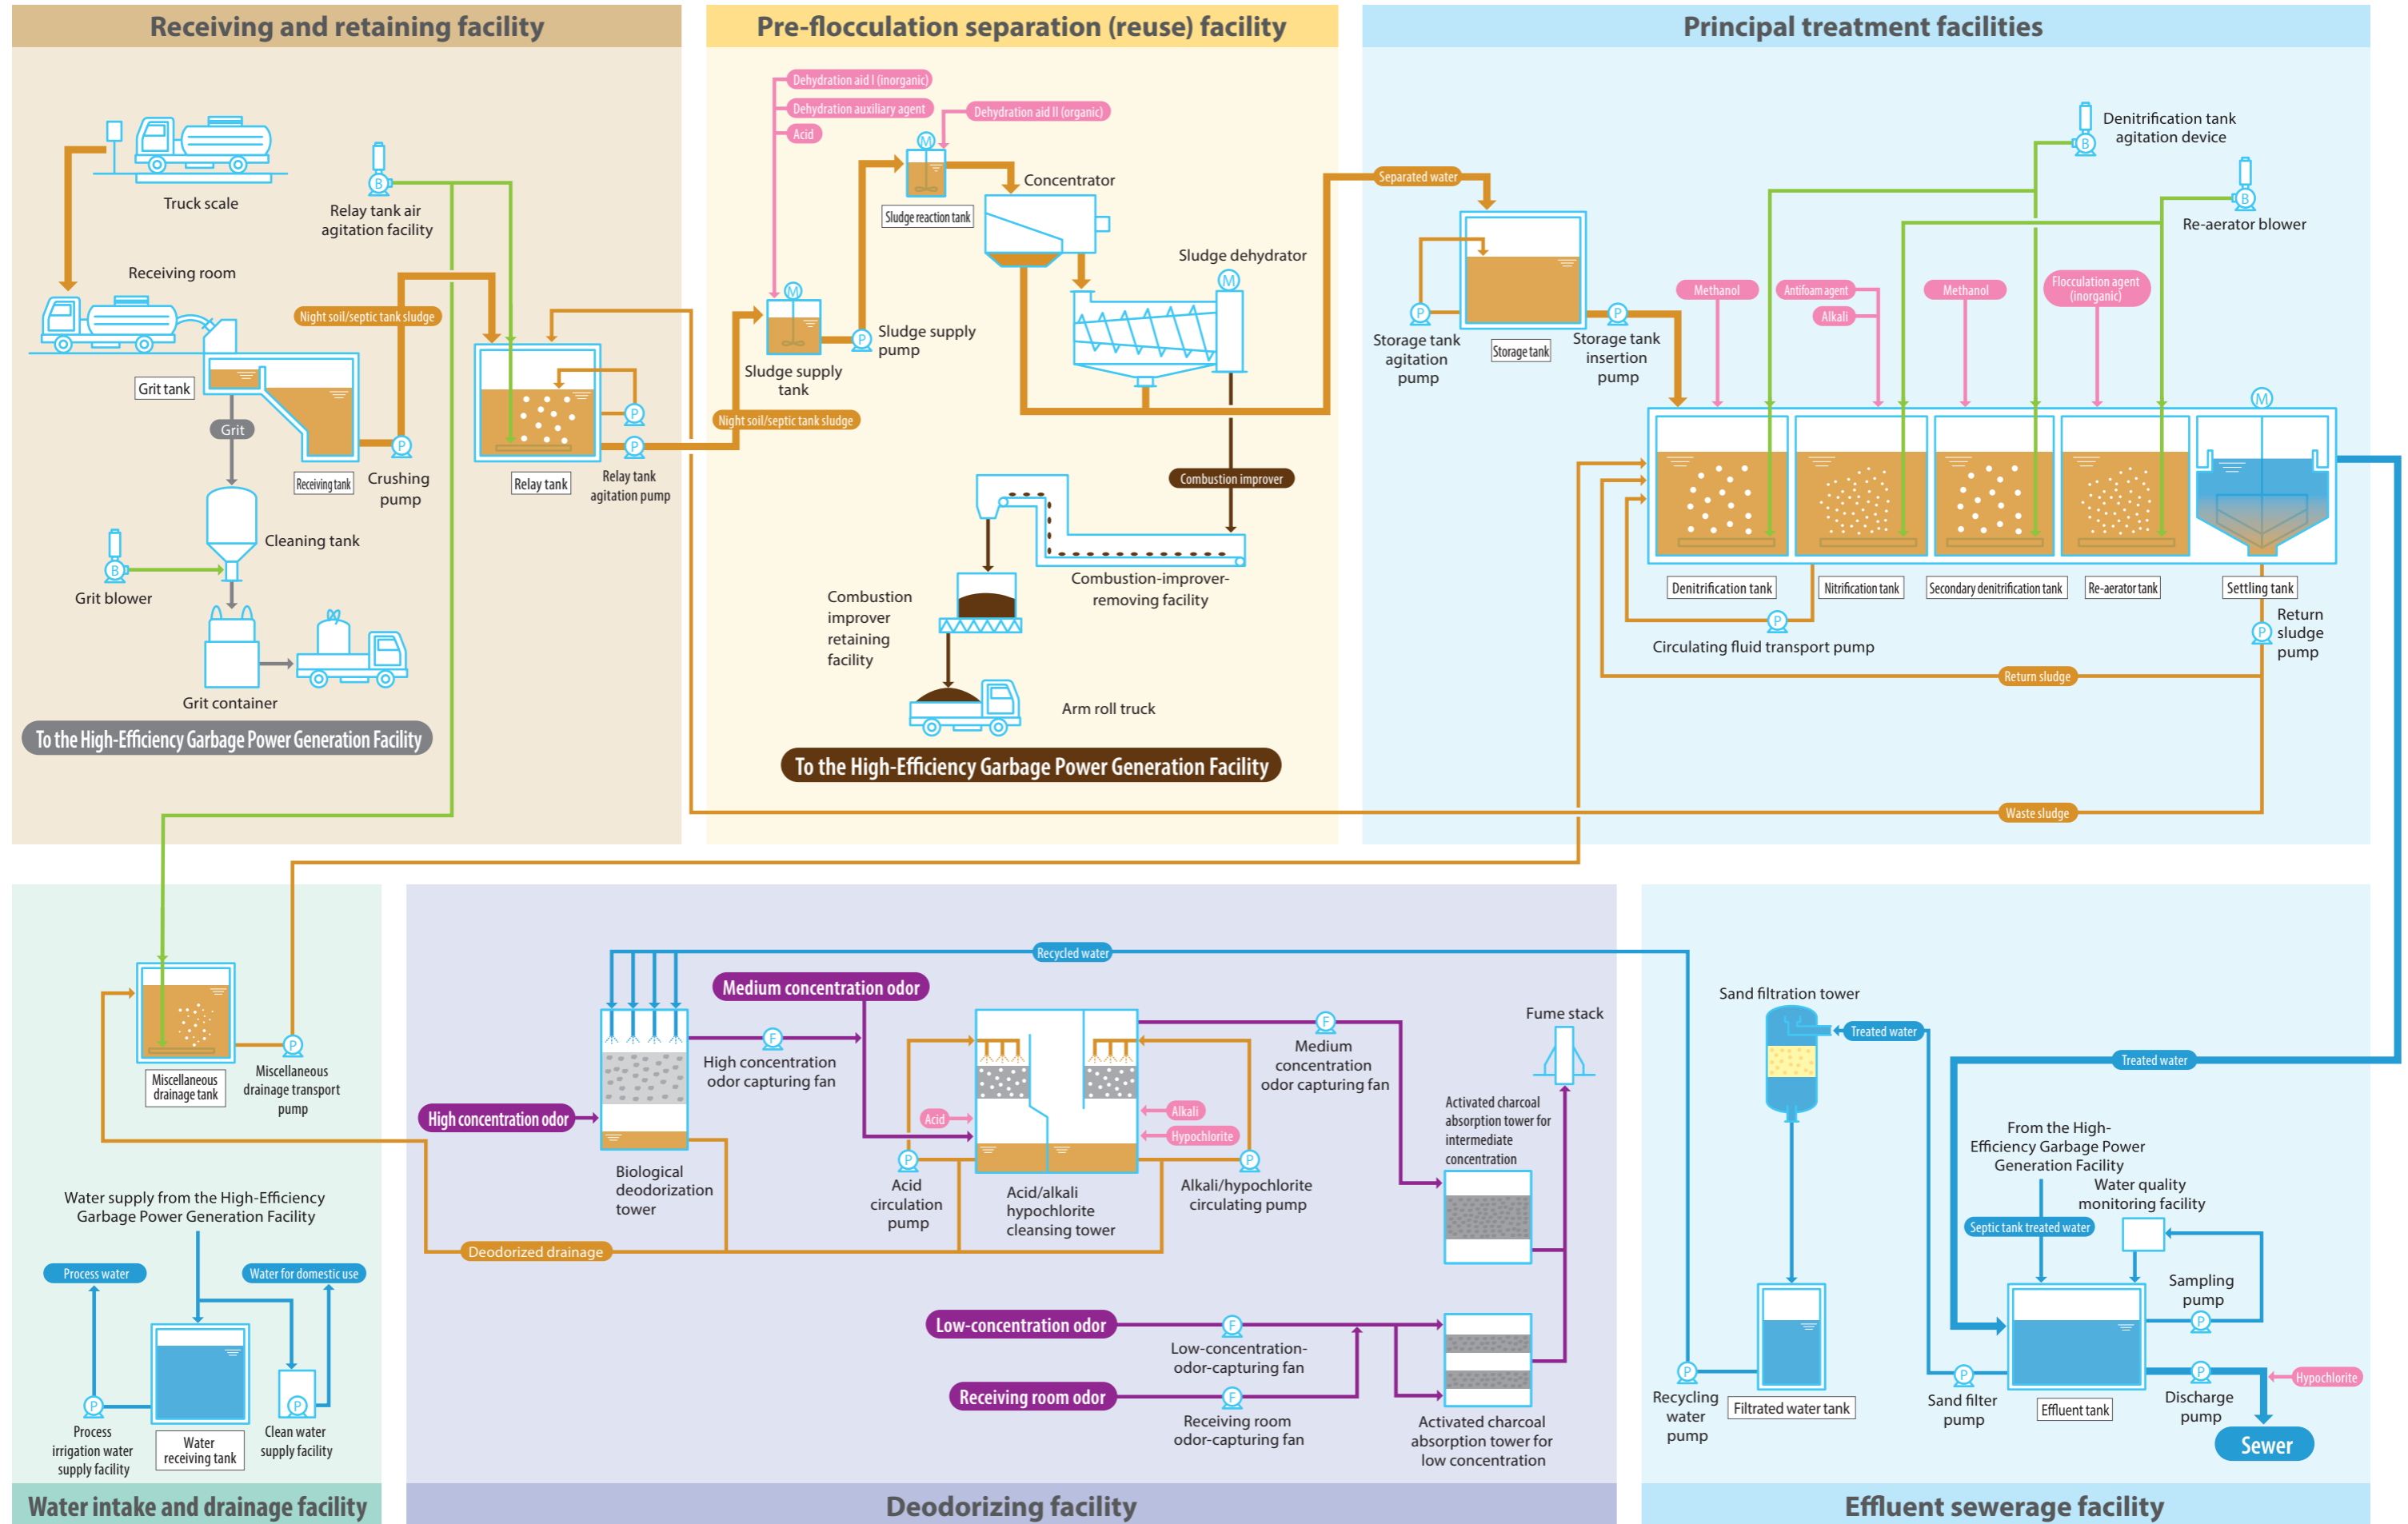 Receiving and retaining facility
Truck scale
B
Relay tank air
agitation facility
Receiving room
Night soil/septic tank sludge
Grit tank
Grit
Receiving tank
P
Crushing
pump
Relay tank
P
P
Relay tank
agitation pump
Cleaning tank
B
Grit blower
Grit container
To the High-Efficiency Garbage Power Generation Facility
Pre-flocculation separation (reuse) facility
Dehydration aid I (inorganic)
Dehydration auxiliary agent
Acid
Dehydration aid II (organic)
M
Sludge reaction tank
Concentrator
Sludge dehydrator
M
M
P
Sludge supply
pump
Sludge supply
tank
Night soil/septic tank sludge
Combustion improver
Combustion-improver-
removing facility
Combustion
improver
retaining
facility
Arm roll truck
To the High-Efficiency Garbage Power Generation Facility
Principal treatment facilities
Separated water
B
Denitrification tank
agitation device
B
Re-aerator blower
P
Storage tank
agitation
pump
Storage tank
P
Storage tank
insertion
pump
Methanol
Antifoam agent
Alkali
Methanol
Flocculation agent
(inorganic)
M
Denitrification tank
Nitrification tank
Secondary denitrification tank
Re-aerator tank
Settling tank
P
Circulating fluid transport pump
P
Return
sludge
pump
Return sludge
Waste sludge
Miscellaneous
drainage tank
P
Miscellaneous
drainage transport
pump
Water supply from the High-Efficiency
Garbage Power Generation Facility
Process water
Water for domestic use
P
Process
irrigation water
supply facility
Water
receiving tank
P
Clean water
supply facility
Water intake and drainage facility
Recycled water
Medium concentration odor
F
High concentration
odor capturing fan
High concentration odor
Biological
deodorization
tower
Acid
P
Acid
circulation
pump
Acid/alkali
hypochlorite
cleansing tower
Alkali
Hypochlorite
P
Alkali/hypochlorite
circulating pump
F
Medium
concentration
odor capturing fan
Fume stack
Activated charcoal
absorption tower for
intermediate
concentration
Deodorized drainage
Low-concentration odor
F
Low-concentration-
odor-capturing fan
Receiving room odor
F
Receiving room
odor-capturing fan
Activated charcoal
absorption tower for
low concentration
Deodorizing facility
Sand filtration tower
Treated water
Treated water
From the High-
Efficiency Garbage Power
Generation Facility
Septic tank treated water
Water quality
monitoring facility
P
Sampling
pump
P
Recycling
water
pump
Filtrated water tank
P
Sand filter
pump
Effluent tank
P
Discharge
pump
Hypochlorite
Sewer
Effluent sewerage facility